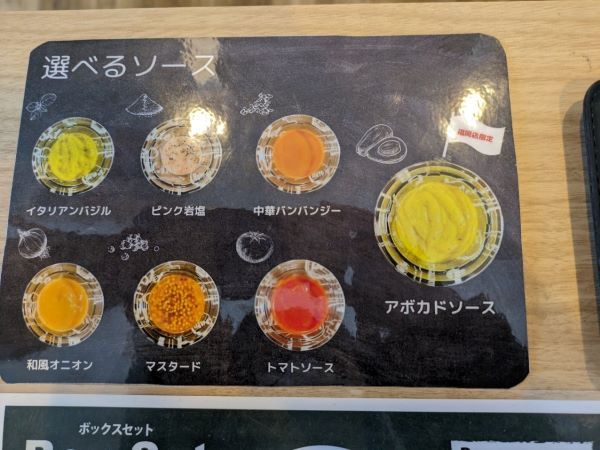 選べるソース
福岡店限定
イタリアンバジル
ピンク岩塩
中華バンバンジー
アボカドソース
和風オニオン
マスタード
トマトソース
ボックスセット